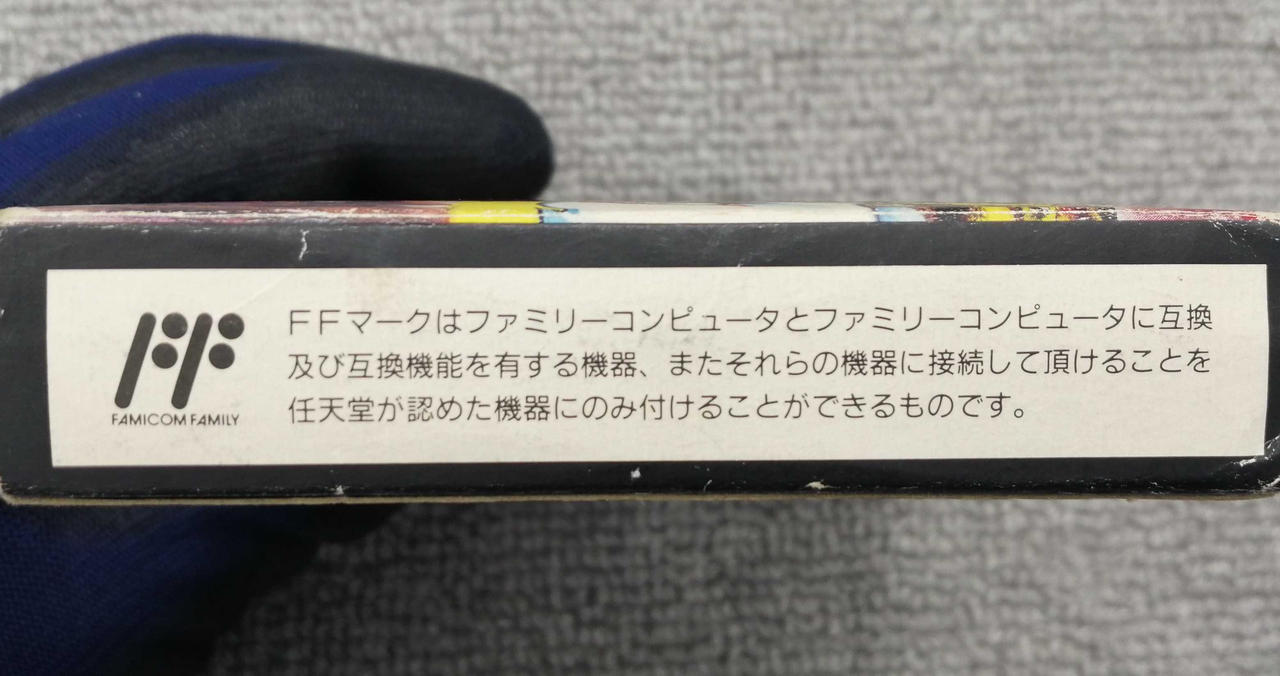 FAMICOM FAMILY
FFマークはファミリーコンピュータとファミリーコンピュータに互換
及び互換機能を有する機器、またそれらの機器に接続して頂けることを
任天堂が認めた機器にのみ付けることができるものです。